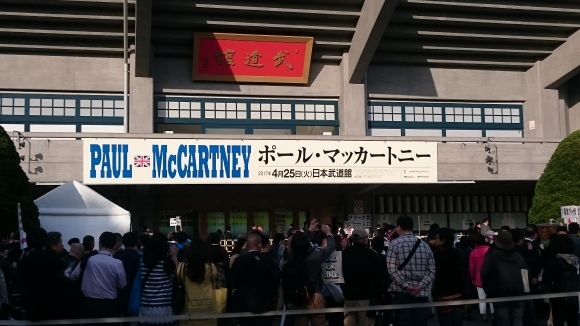 武道館
PAUL McCARTNEY ポール・マッカートニー
2017年4月25日(火)日本武道館